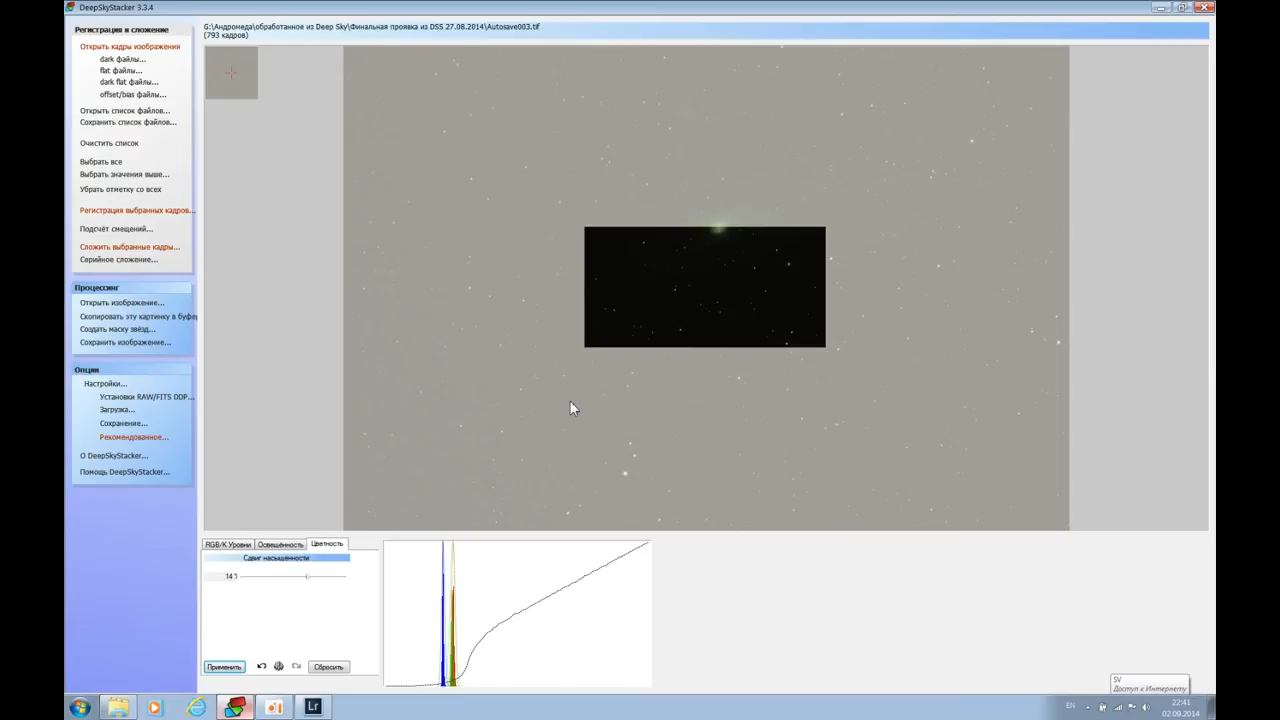 DeepSkyStacker 3.3.4
Регистрация и сложение
Открыть кадры изображения
dark файлы...
flat файлы...
dark flat файлы...
offset/bias файлы...
Открыть список файлов...
Сохранить список файлов...
Очистить список
Выбрать все
Выбрать значения выше...
Убрать отметку со всех
Регистрация выбранных кадров...
Подсчёт смещений...
Сложить выбранные кадры...
Серийное сложение...
Процессинг
Открыть изображение...
Скопировать эту картинку в буфе
Создать маску звёзд...
Сохранить изображение...
Опции
Настройки...
Установки RAW/FITS DDP...
Загрузка...
Сохранение...
Рекомендованное...
О DeepSkyStacker...
Помощь DeepSkyStacker...
G:\Андромеда\обработанное из Deep Sky\Финальная проявка из DSS 27.08.2014\Autosave003.tif
(793 кадров)
RGB/K Уровни
Освещённость
Цветность
Сдвиг насыщенности
Применить
Сбросить
SV
Доступ к Интернету
Lr
EN
22:41
02.09.2014